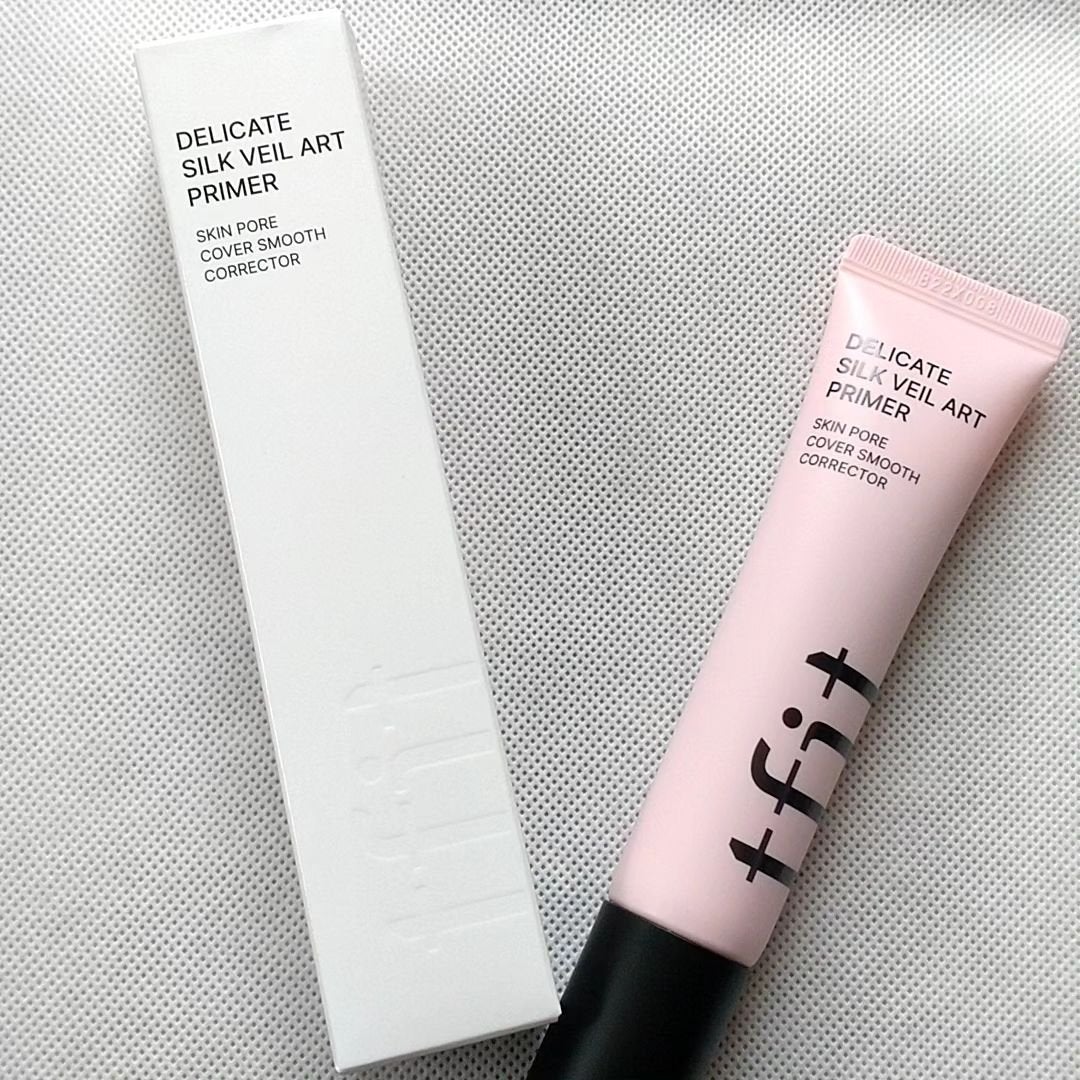 DELICATE
SILK VEIL ART
PRIMER
SKIN PORE
COVER SMOOTH
CORRECTOR
tfit
DELICATE
SILK VEIL ART
PRIMER
SKIN PORE
COVER SMOOTH
CORRECTOR
tfit